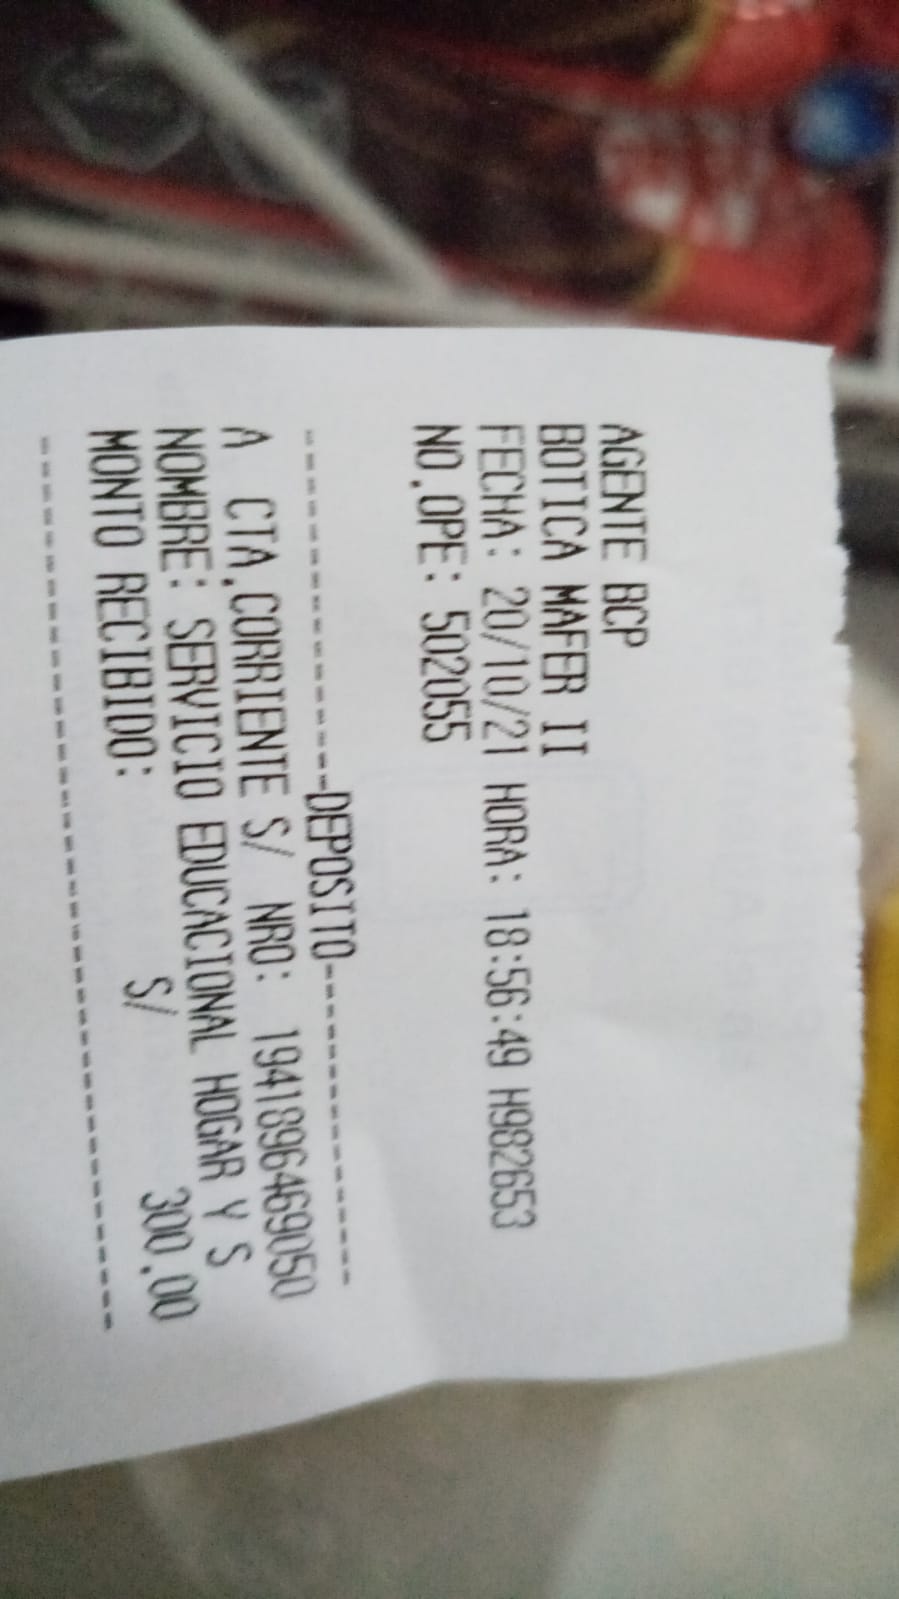 AGENTE BCP
BOTICA MAFER II
FECHA: 20/10/21 HORA: 18:56:49 H982653
NO.OPE: 502055
---------------------DEPOSITO---------------------
A CTA.CORRIENTE S/ NRO: 1941896469050
NOMBRE: SERVICIO EDUCACIONAL HOGAR Y S
MONTO RECIBIDO: S/ 300.00
--------------------------------------------------